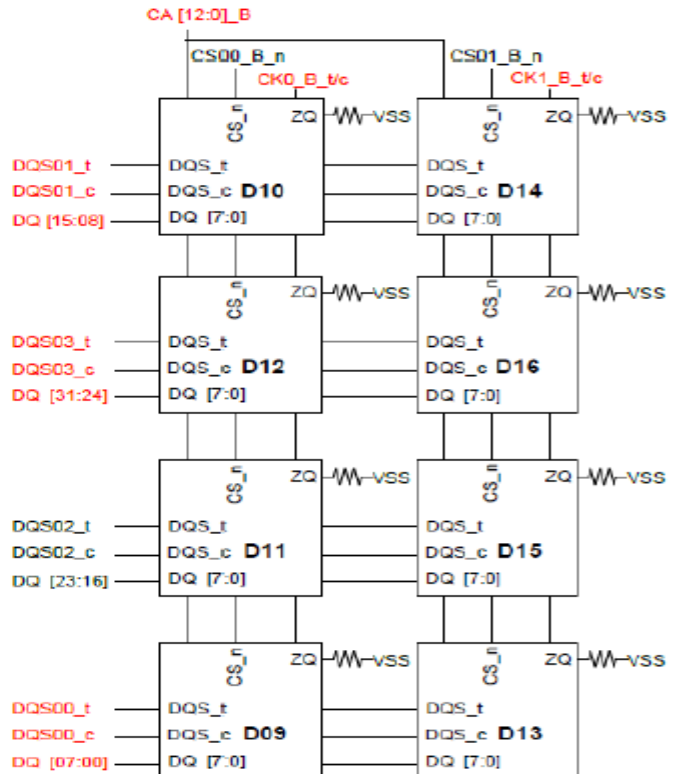 CA [12:0]_B
CS00_B_n CS01_B_n
CK0_B_t/c CK1_B_t/c
CS_n ZQ VSS CS_n ZQ VSS
DQS01_t DQS_t DQS_t
DQS01_c DQS_c D10 DQS_c D14
DQ [15:08] DQ [7:0] DQ [7:0]
CS_n ZQ VSS CS_n ZQ VSS
DQS03_t DQS_t DQS_t
DQS03_c DQS_c D12 DQS_c D16
DQ [31:24] DQ [7:0] DQ [7:0]
CS_n ZQ VSS CS_n ZQ VSS
DQS02_t DQS_t DQS_t
DQS02_c DQS_c D11 DQS_c D15
DQ [23:16] DQ [7:0] DQ [7:0]
CS_n ZQ VSS CS_n ZQ VSS
DQS00_t DQS_t DQS_t
DQS00_c DQS_c D09 DQS_c D13
DQ [07:00] DQ [7:0] DQ [7:0]